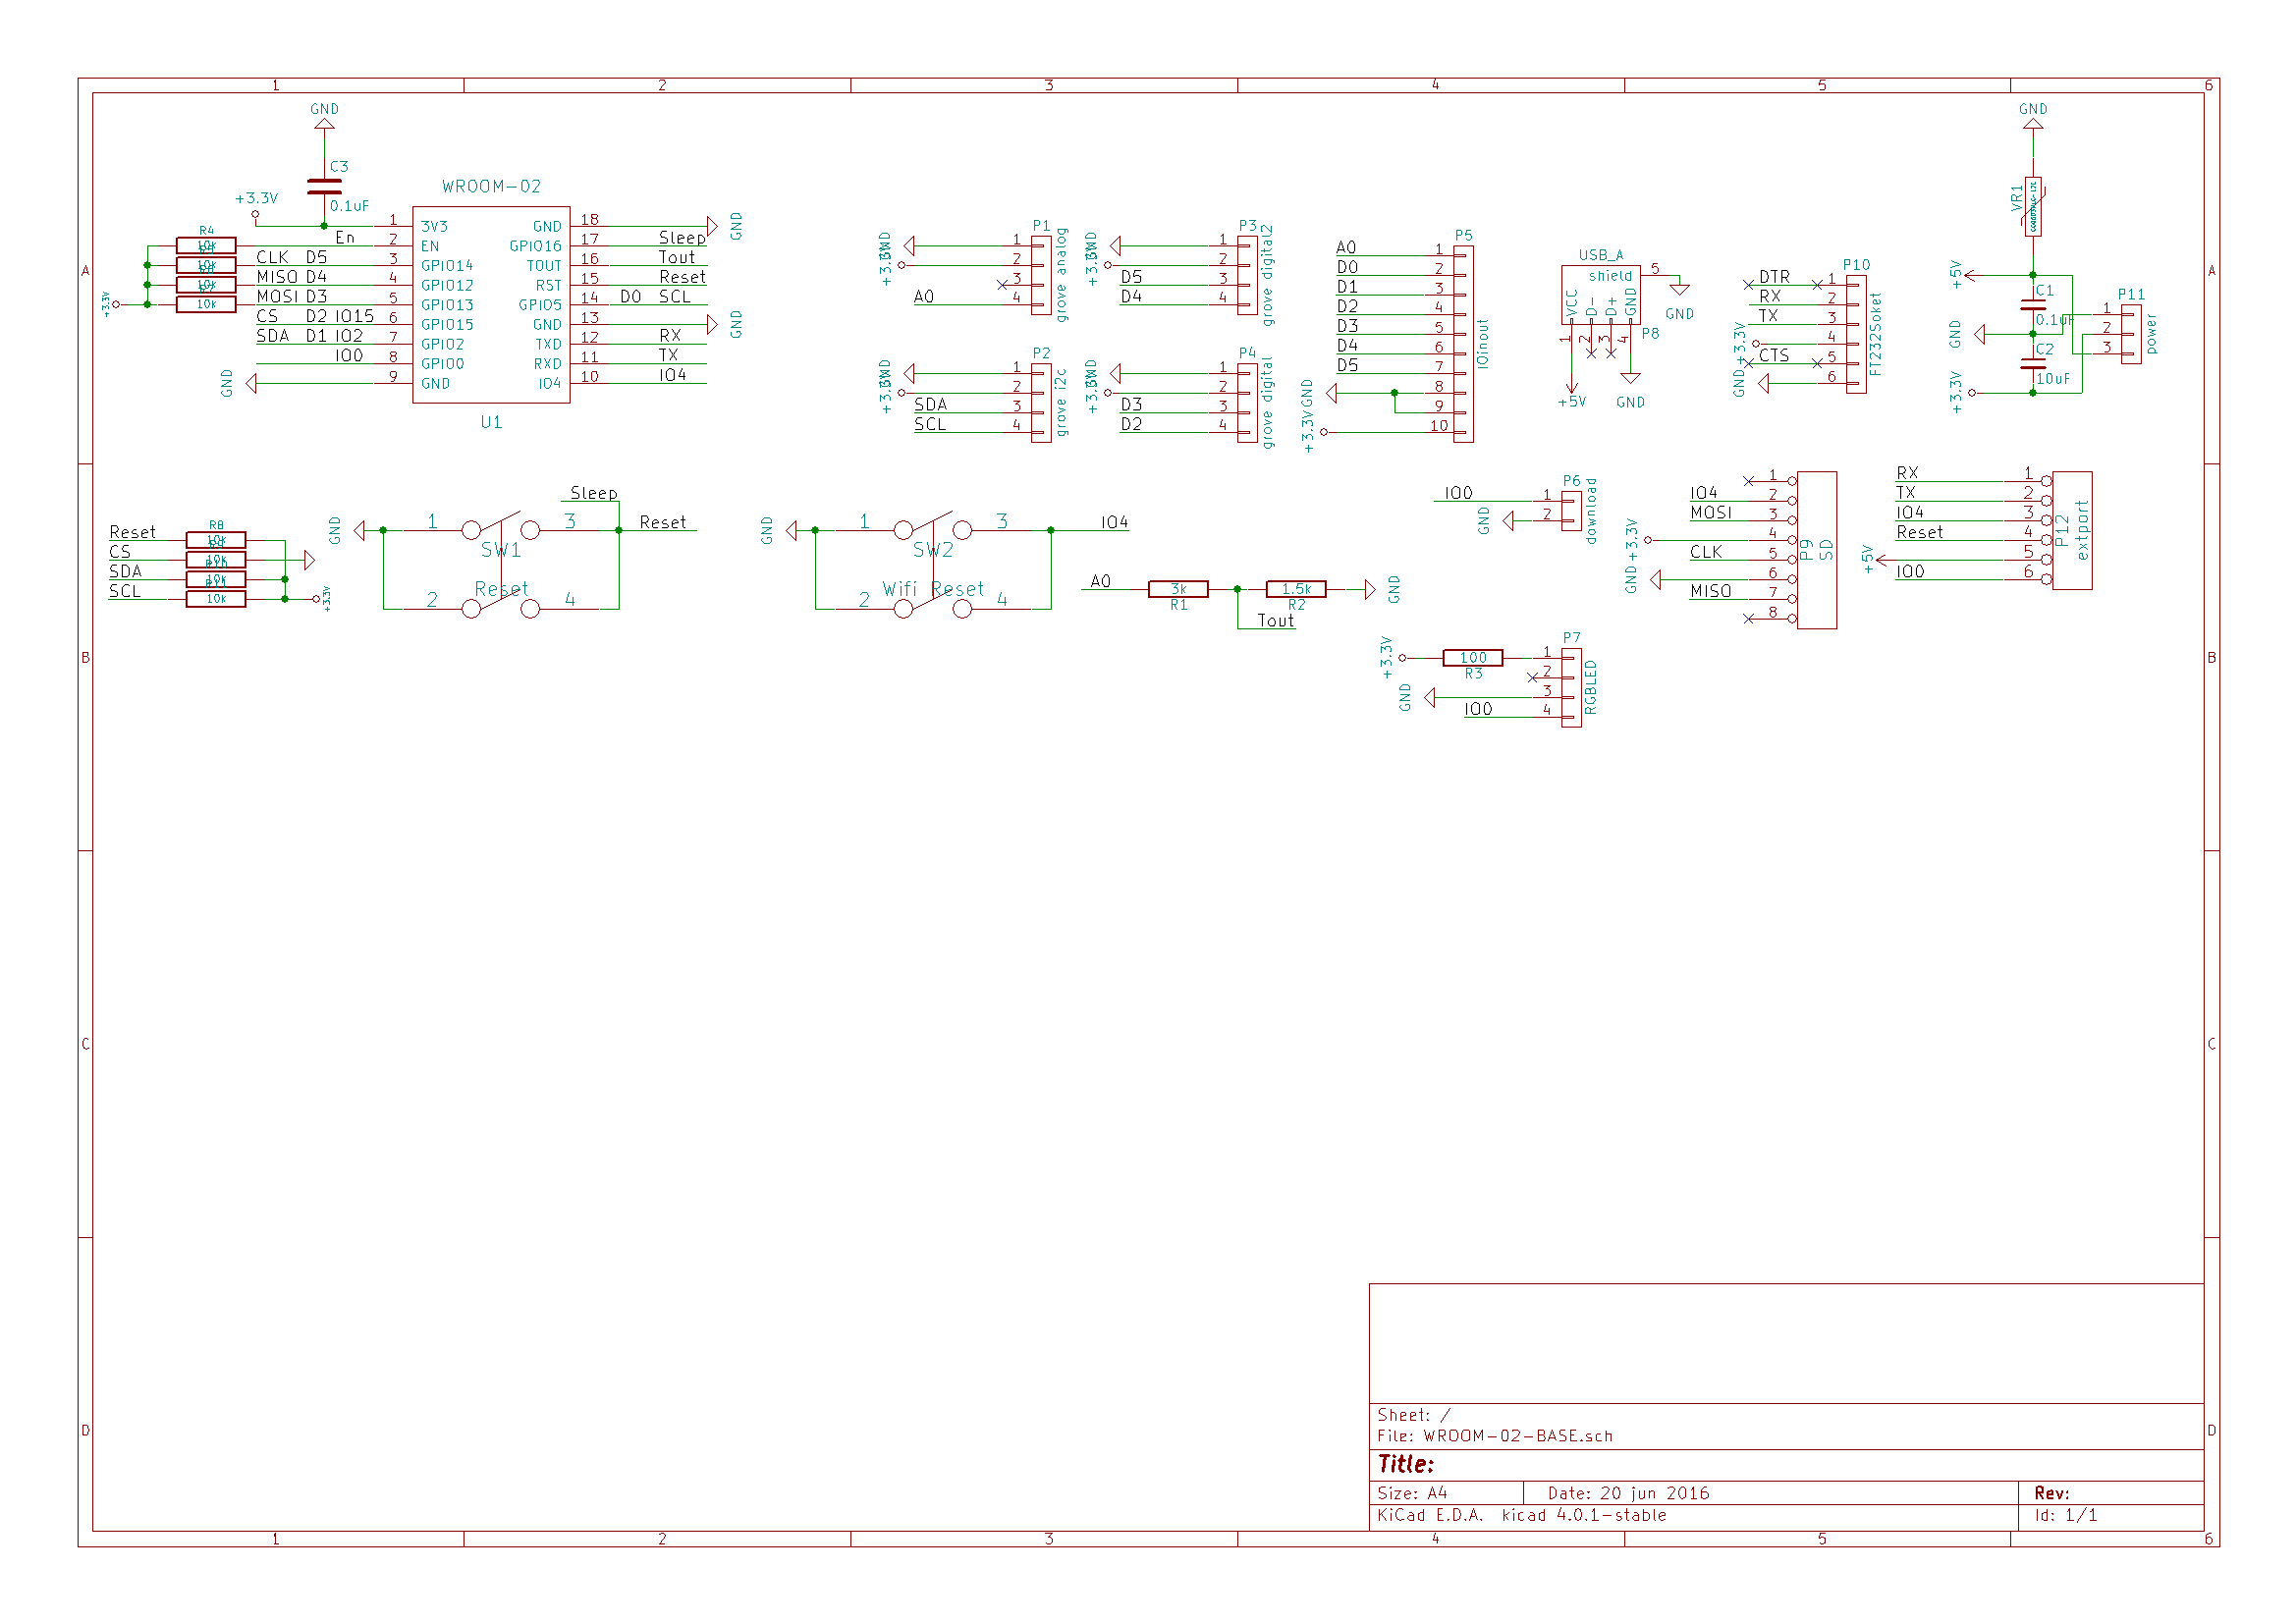 1 2 3 4 5 6
A
B
C
D
GND
C3
0.1uF
+3.3V
WROOM-02
1 3V3
2 EN
3 GPIO14
4 GPIO12
5 GPIO13
6 GPIO15
7 GPIO2
8 GPIO0
9 GND
GND 18
GPIO16 17
TOUT 16
RST 15
GPIO5 14
GND 13
TXD 12
RXD 11
IO4 10
U1
En
CLK D5
MISO D4
MOSI D3
CS D2 IO15
SDA D1 IO2
IO0
GND
R4
10k
10k
10k
10k
+3.3V
Sleep
Tout
Reset
D0 SCL
RX
TX
IO4
GND
GND
P1
grove analog
1
2
3
4
+3.3V
A0
P2
grove i2c
1
2
3
4
+3.3V
SDA
SCL
P3
grove digital2
1
2
3
4
+3.3V
D5
D4
P4
grove digital
1
2
3
4
+3.3V
D3
D2
P5
IOinout
A0 1
D0 2
D1 3
D2 4
D3 5
D4 6
D5 7
8
9
10
GND
+3.3V
USB_A
shield 5
VCC D- D+ GND
1 2 3 4
P8
GND
+5V
GND
P10
FT232Soket
DTR 1
RX 2
TX 3
4
CTS 5
6
+3.3V
GND
GND
VR1
+5V
C1
0.1uF
GND
C2
10uF
+3.3V
P11
power
1
2
3
Reset
CS
SDA
SCL
R8
10k
10k
R10
10k
10k
+3.3V
GND
Sleep
1 3
SW1
Reset
Reset
2 4
GND
1 3
IO4
SW2
Wifi Reset
2 4
A0
3k
R1
1.5k
R2
GND
Tout
P6
download
IO0 1
2
GND
P7
RGBLED
+3.3V
100
R3
1
2
3
4
GND
IO0
P9
SD
1
IO4 2
MOSI 3
4
CLK 5
6
MISO 7
8
+3.3V
GND
P12
extport
RX 1
TX 2
IO4 3
Reset 4
5
IO0 6
+5V
Sheet: /
File: WROOM-02-BASE.sch
Title:
Size: A4 Date: 20 jun 2016 Rev:
KiCad E.D.A. kicad 4.0.1-stable Id: 1/1
A
B
C
D
1 2 3 4 5 6